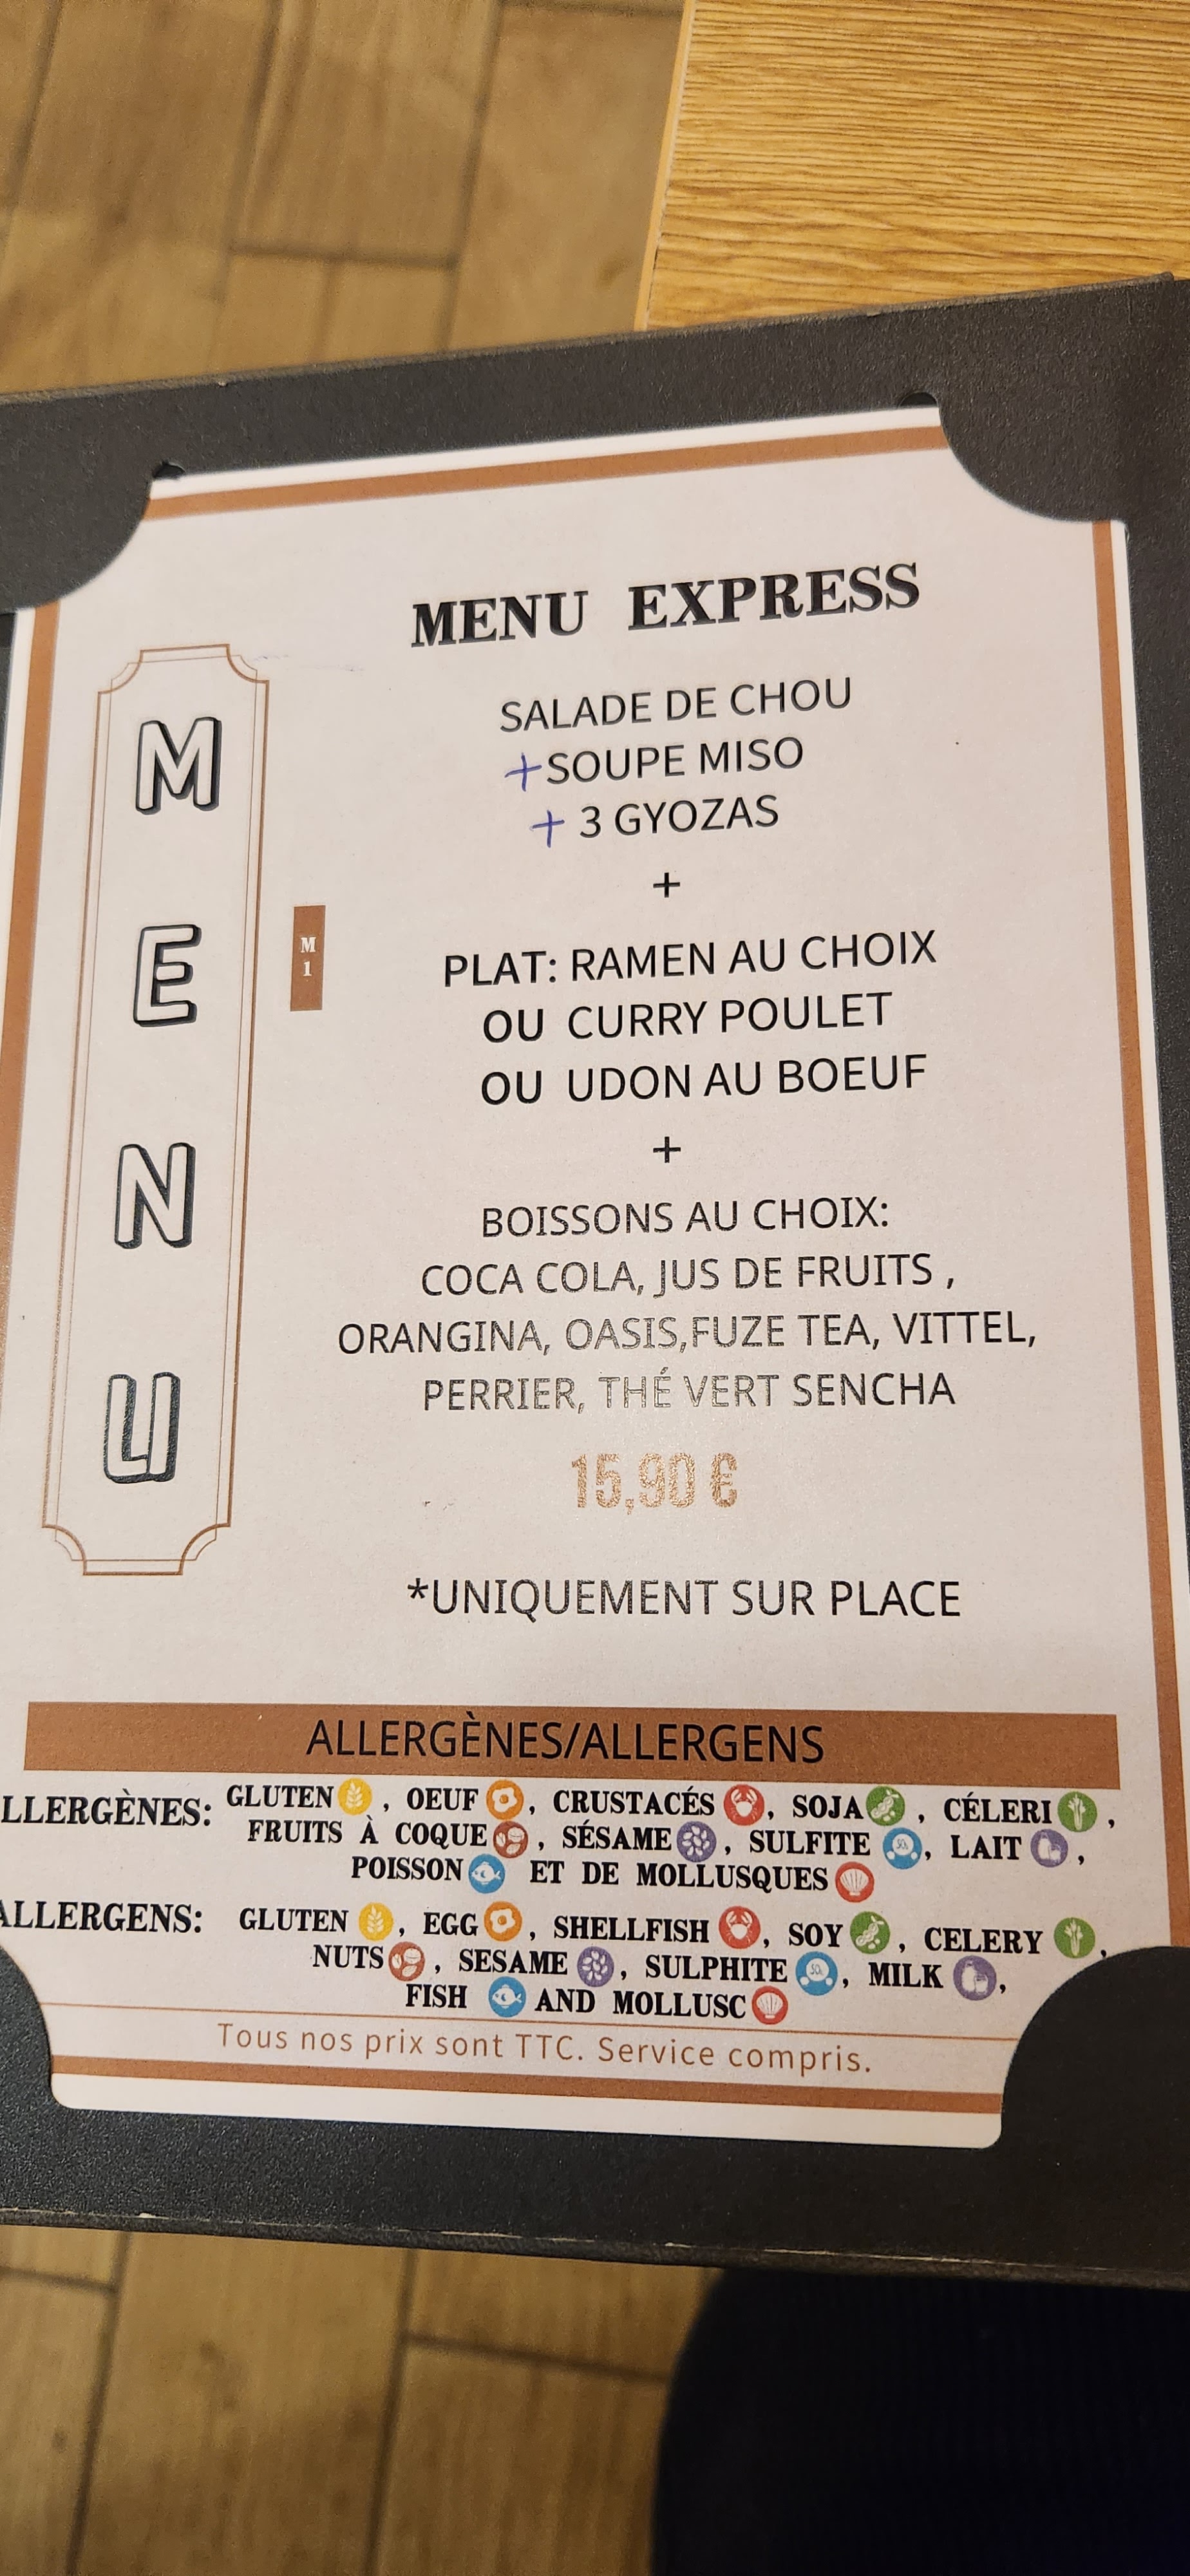 MENU EXPRESS
SALADE DE CHOU
+SOUPE MISO
+ 3 GYOZAS
+
PLAT: RAMEN AU CHOIX
OU CURRY POULET
OU UDON AU BOEUF
+
BOISSONS AU CHOIX:
COCA COLA, JUS DE FRUITS ,
ORANGINA, OASIS,FUZE TEA, VITTEL,
PERRIER, THÉ VERT SENCHA
15,90 €
*UNIQUEMENT SUR PLACE
M
E
N
U
M
1
ALLERGÈNES/ALLERGENS
LLERGÈNES: GLUTEN , OEUF , CRUSTACÉS , SOJA , CÉLERI ,
FRUITS À COQUE , SÉSAME , SULFITE , LAIT ,
POISSON ET DE MOLLUSQUES
ALLERGENS: GLUTEN , EGG , SHELLFISH , SOY , CELERY ,
NUTS , SESAME , SULPHITE , MILK ,
FISH AND MOLLUSC
Tous nos prix sont TTC. Service compris.